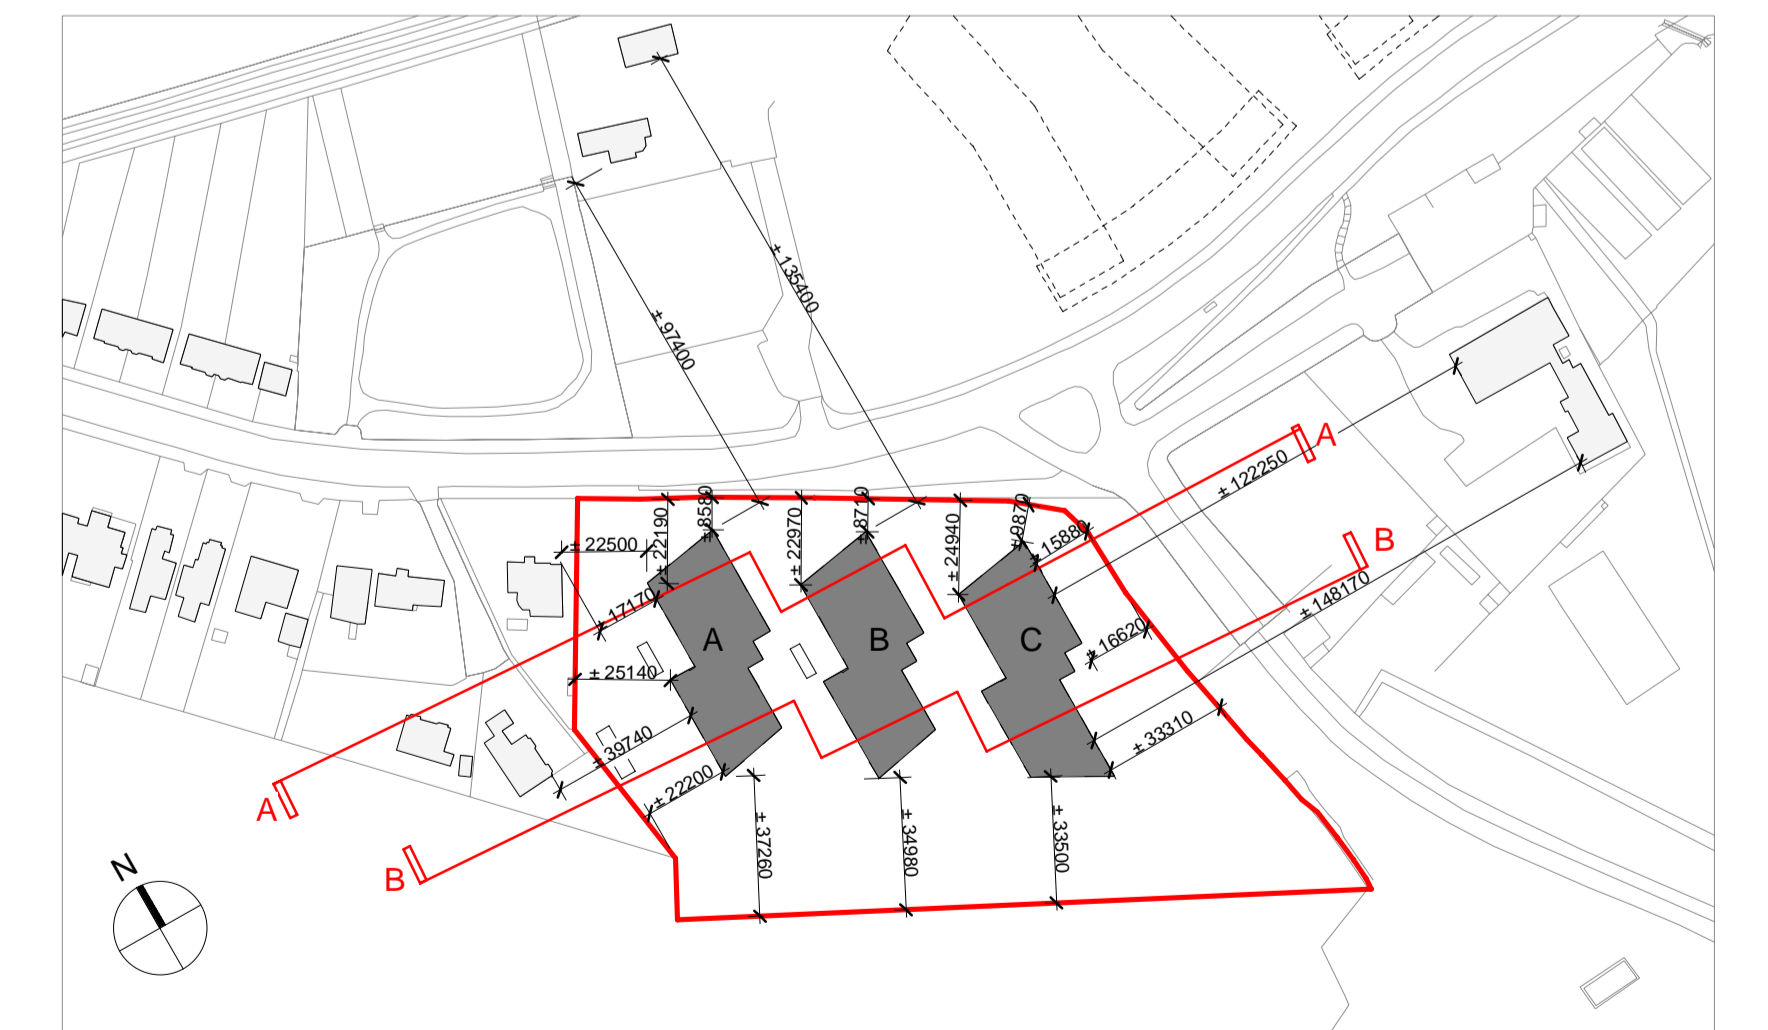 ± 135400
± 97400
A
± 122250
± 8580
± 8710
± 9870
± 22190
± 22970
± 24940
± 15880
B
± 22500
± 148170
17170
A
B
C
± 16620
± 25140
± 33310
± 39740
± 22200
A
± 37260
± 34980
± 33500
N
B